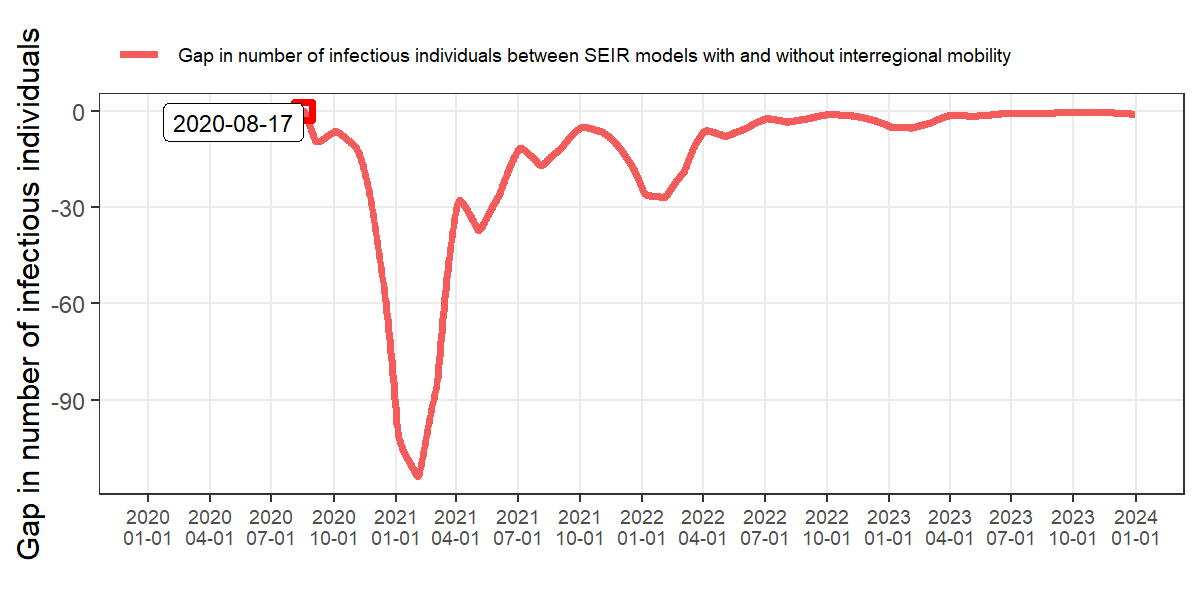 Gap in number of infectious individuals between SEIR models with and without interregional mobility
Gap in number of infectious individuals
0
-30
-60
-90
2020-08-17
2020 2020 2020 2020 2021 2021 2021 2021 2022 2022 2022 2022 2023 2023 2023 2023 2024
01-01 04-01 07-01 10-01 01-01 04-01 07-01 10-01 01-01 04-01 07-01 10-01 01-01 04-01 07-01 10-01 01-01